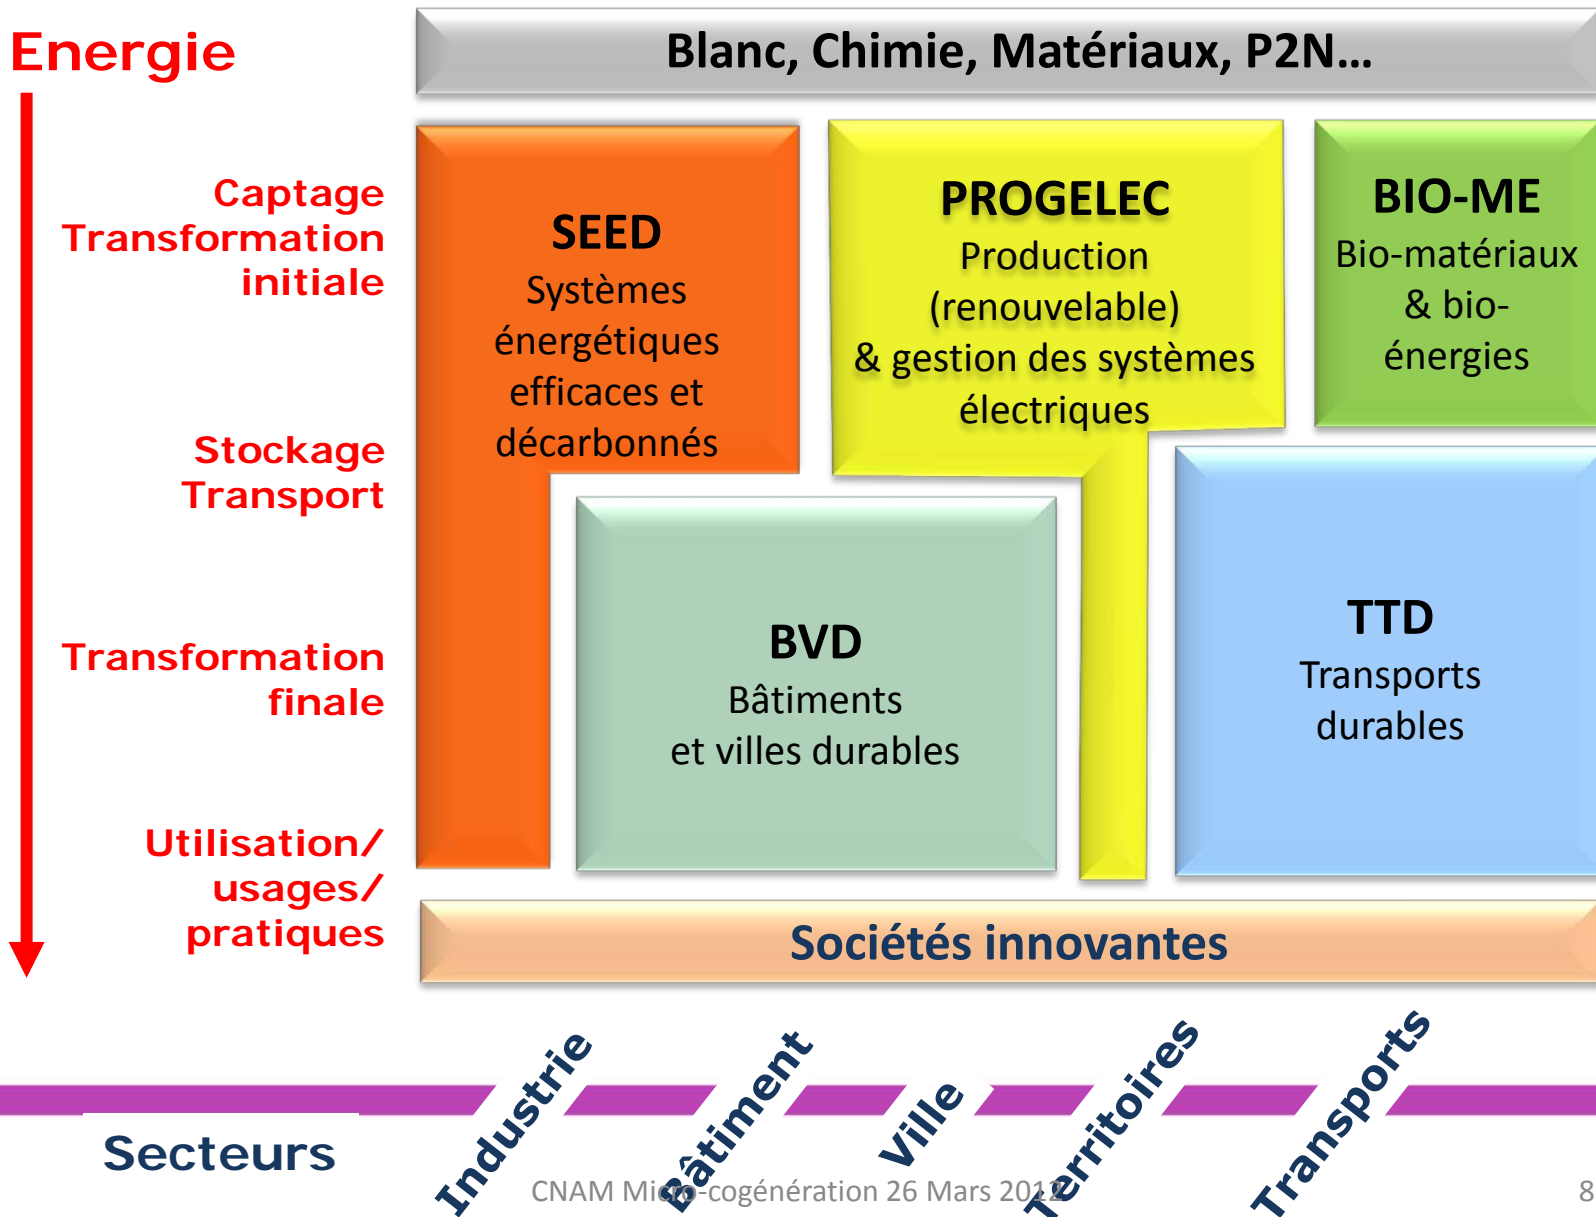 Energie
Blanc, Chimie, Matériaux, P2N...
Captage
Transformation
initiale
Stockage
Transport
Transformation
finale
Utilisation/
usages/
pratiques
SEED
Systèmes
énergétiques
efficaces et
décarbonnés
PROGELEC
Production
(renouvelable)
& gestion des systèmes
électriques
BIO-ME
Bio-matériaux
& bio-
énergies
BVD
Bâtiments
et villes durables
TTD
Transports
durables
Sociétés innovantes
Secteurs
Industrie
Bâtiment
Ville
Territoires
Transports
CNAM Micro-cogénération 26 Mars 2012
8